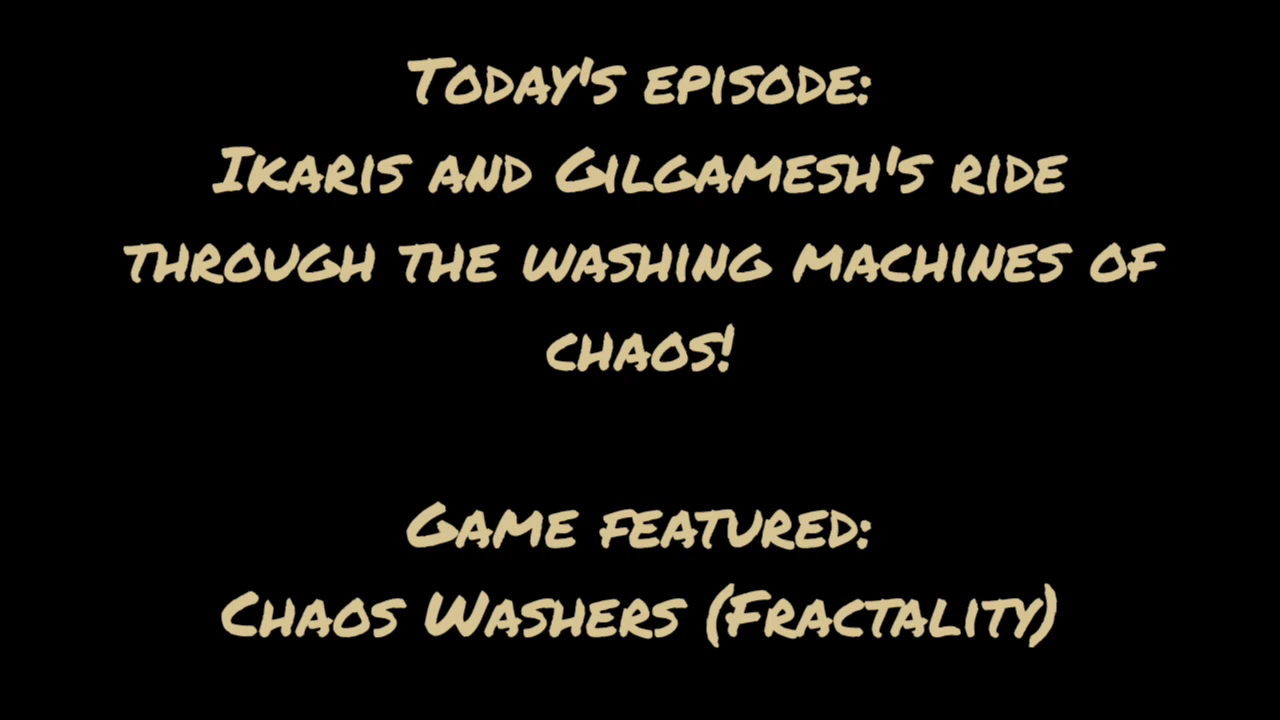 Today's episode:
Ikaris and Gilgamesh's ride
through the washing machines of
chaos!
Game featured:
Chaos Washers (Fractality)